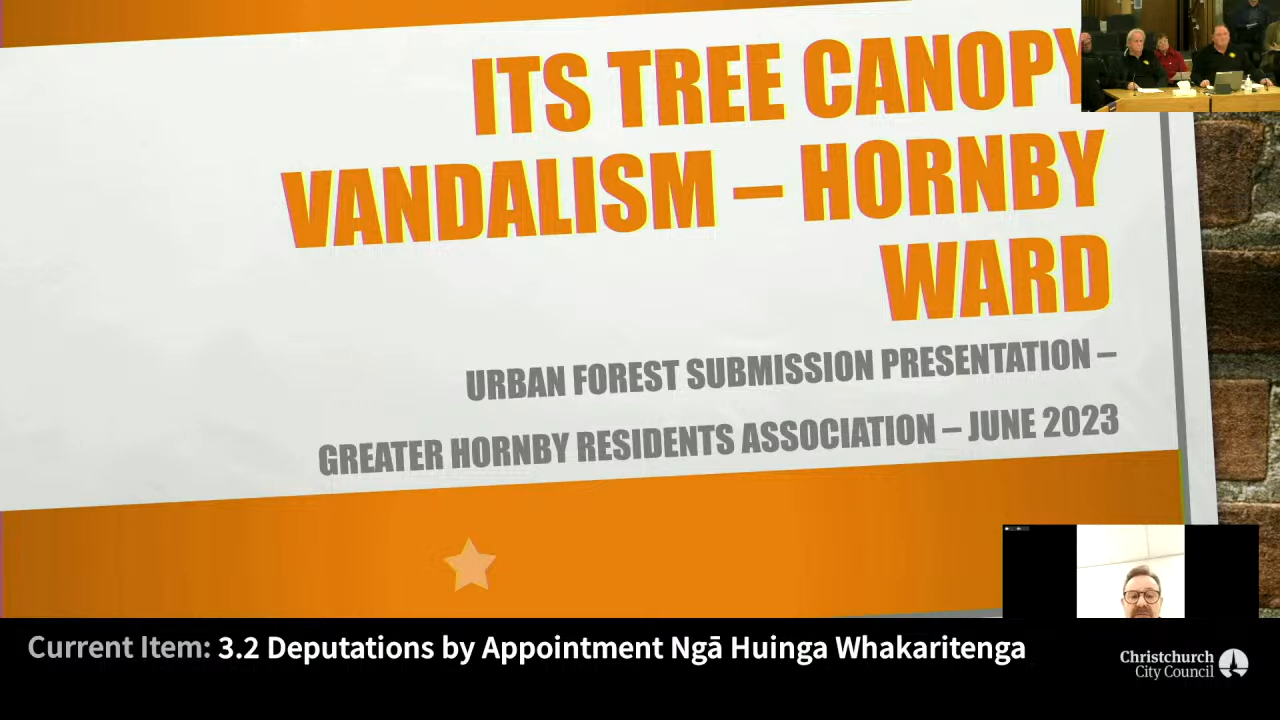 ITS TREE CANOPY
VANDALISM – HORNBY
WARD
URBAN FOREST SUBMISSION PRESENTATION –
GREATER HORNBY RESIDENTS ASSOCIATION – JUNE 2023
Current Item: 3.2 Deputations by Appointment Ngā Huinga Whakaritenga
Christchurch
City Council